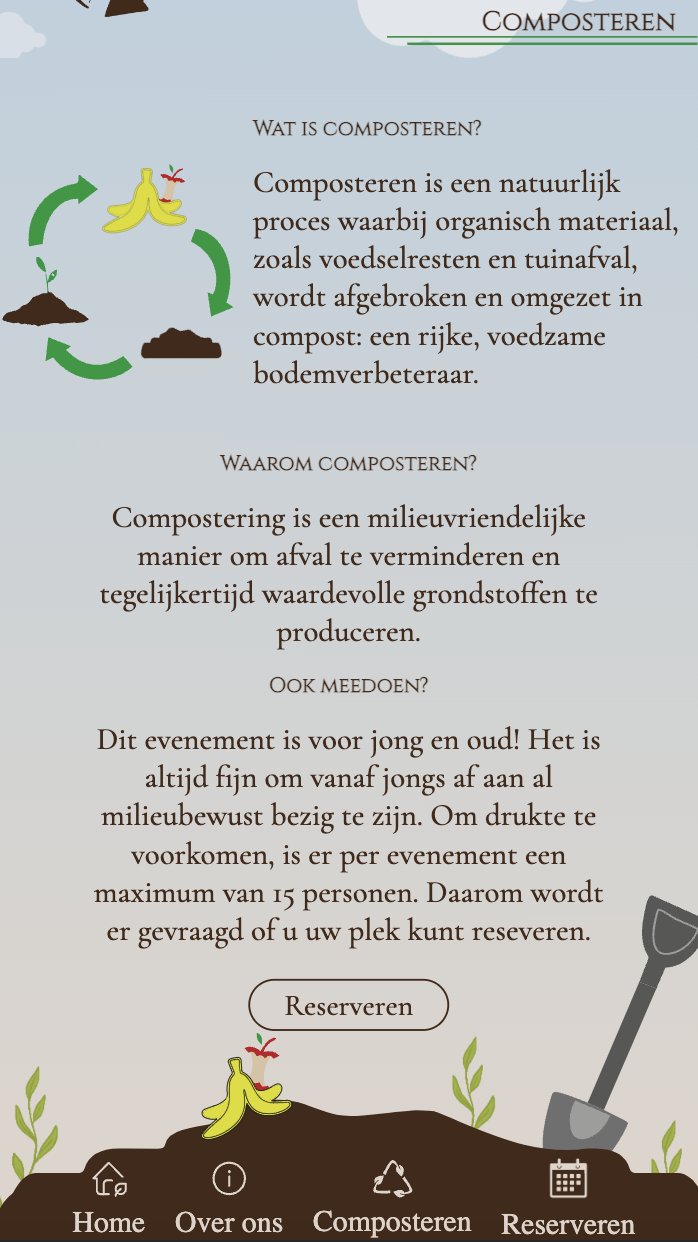 Composteren
Wat is composteren?
Composteren is een natuurlijk
proces waarbij organisch materiaal,
zoals voedselresten en tuinafval,
wordt afgebroken en omgezet in
compost: een rijke, voedzame
bodemverbeteraar.
Waarom composteren?
Compostering is een milieuvriendelijke
manier om afval te verminderen en
tegelijkertijd waardevolle grondstoffen te
produceren.
Ook meedoen?
Dit evenement is voor jong en oud! Het is
altijd fijn om vanaf jongs af aan al
milieubewust bezig te zijn. Om drukte te
voorkomen, is er per evenement een
maximum van 15 personen. Daarom wordt
er gevraagd of u uw plek kunt reseveren.
Reserveren
Home Over ons Composteren Reserveren